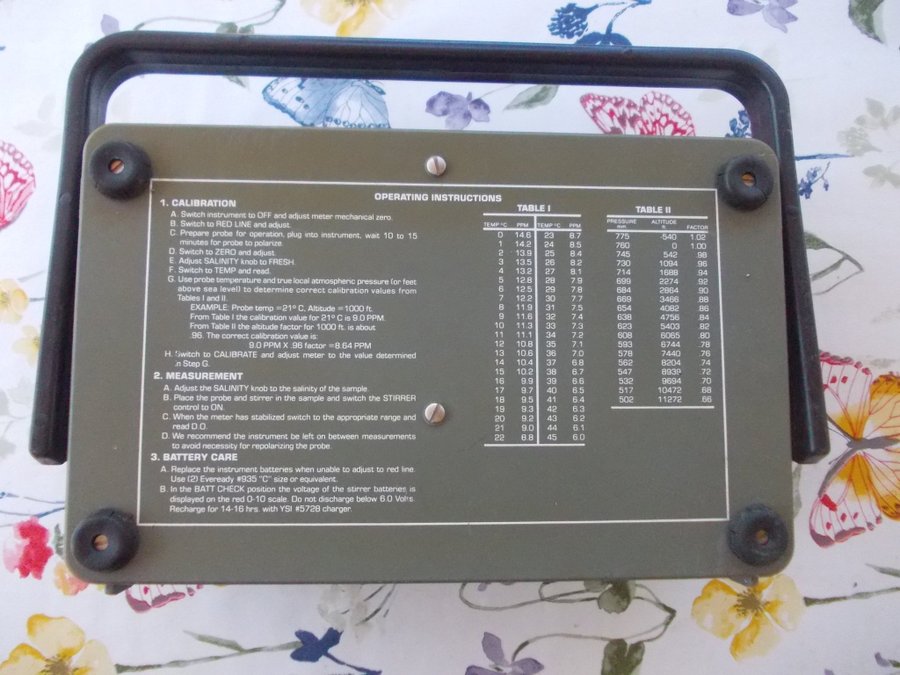 OPERATING INSTRUCTIONS
1. CALIBRATION
A. Switch instrument to OFF and adjust meter mechanical zero.
B. Switch to RED LINE and adjust.
C. Prepare probe for operation, plug into instrument, wait 10 to 15
minutes for probe to polarize.
D. Switch to ZERO and adjust.
E. Adjust SALINITY knob to FRESH.
F. Switch to TEMP and read.
G. Use probe temperature and true local atmospheric pressure (or feet
above sea level) to determine correct calibration values from
Tables I and II.
EXAMPLE: Probe temp =21° C, Altitude =1000 ft.
From Table I the calibration value for 21° C is 9.0 PPM.
From Table II the altitude factor for 1000 ft. is about
.96. The correct calibration value is:
9.0 PPM X .96 factor =8.64 PPM
H. Switch to CALIBRATE and adjust meter to the value determined
in Step G.
2. MEASUREMENT
A. Adjust the SALINITY knob to the salinity of the sample.
B. Place the probe and stirrer in the sample and switch the STIRRER
control to ON.
C. When the meter has stabilized switch to the appropriate range and
read D.O.
D. We recommend the instrument be left on between measurements
to avoid necessity for repolarizing the probe.
3. BATTERY CARE
A. Replace the instrument batteries when unable to adjust to red line.
Use (2) Eveready #935 "C" size or equivalent.
B. In the BATT CHECK position the voltage of the stirrer batteries is
displayed on the red 0-10 scale. Do not discharge below 6.0 Volts.
Recharge for 14-16 hrs. with YSI #5728 charger.
TABLE I
TEMP °C PPM TEMP °C PPM
0 14.6 23 8.7
1 14.2 24 8.5
2 13.9 25 8.4
3 13.5 26 8.2
4 13.2 27 8.1
5 12.8 28 7.9
6 12.5 29 7.8
7 12.2 30 7.7
8 11.9 31 7.5
9 11.6 32 7.4
10 11.3 33 7.3
11 11.1 34 7.2
12 10.8 35 7.1
13 10.6 36 7.0
14 10.4 37 6.8
15 10.2 38 6.7
16 9.9 39 6.6
17 9.7 40 6.5
18 9.5 41 6.4
19 9.3 42 6.3
20 9.2 43 6.2
21 9.0 44 6.1
22 8.8 45 6.0
TABLE II
PRESSURE ALTITUDE
mm ft FACTOR
775 -540 1.02
760 0 1.00
745 542 .98
730 1094 .96
714 1688 .94
699 2274 .92
684 2864 .90
669 3466 .88
654 4082 .86
638 4756 .84
623 5403 .82
608 6065 .80
593 6744 .78
578 7440 .76
562 8204 .74
547 8939 .72
532 9694 .70
517 10472 .68
502 11272 .66